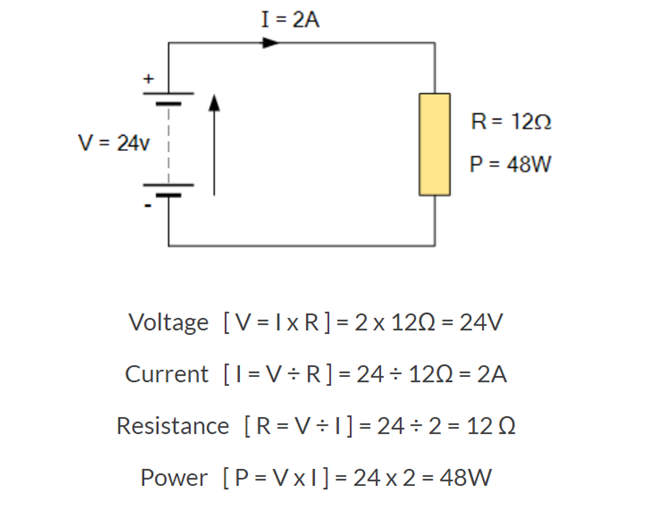 I = 2A
+
V = 24v
-
R = 12Ω
P = 48W
Voltage [ V = I x R ] = 2 x 12Ω = 24V
Current [ I = V ÷ R ] = 24 ÷ 12Ω = 2A
Resistance [ R = V ÷ I ] = 24 ÷ 2 = 12 Ω
Power [ P = V x I ] = 24 x 2 = 48W